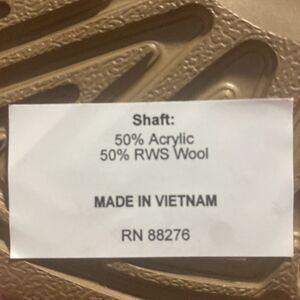 Shaft:
50% Acrylic
50% RWS Wool
MADE IN VIETNAM
RN 88276